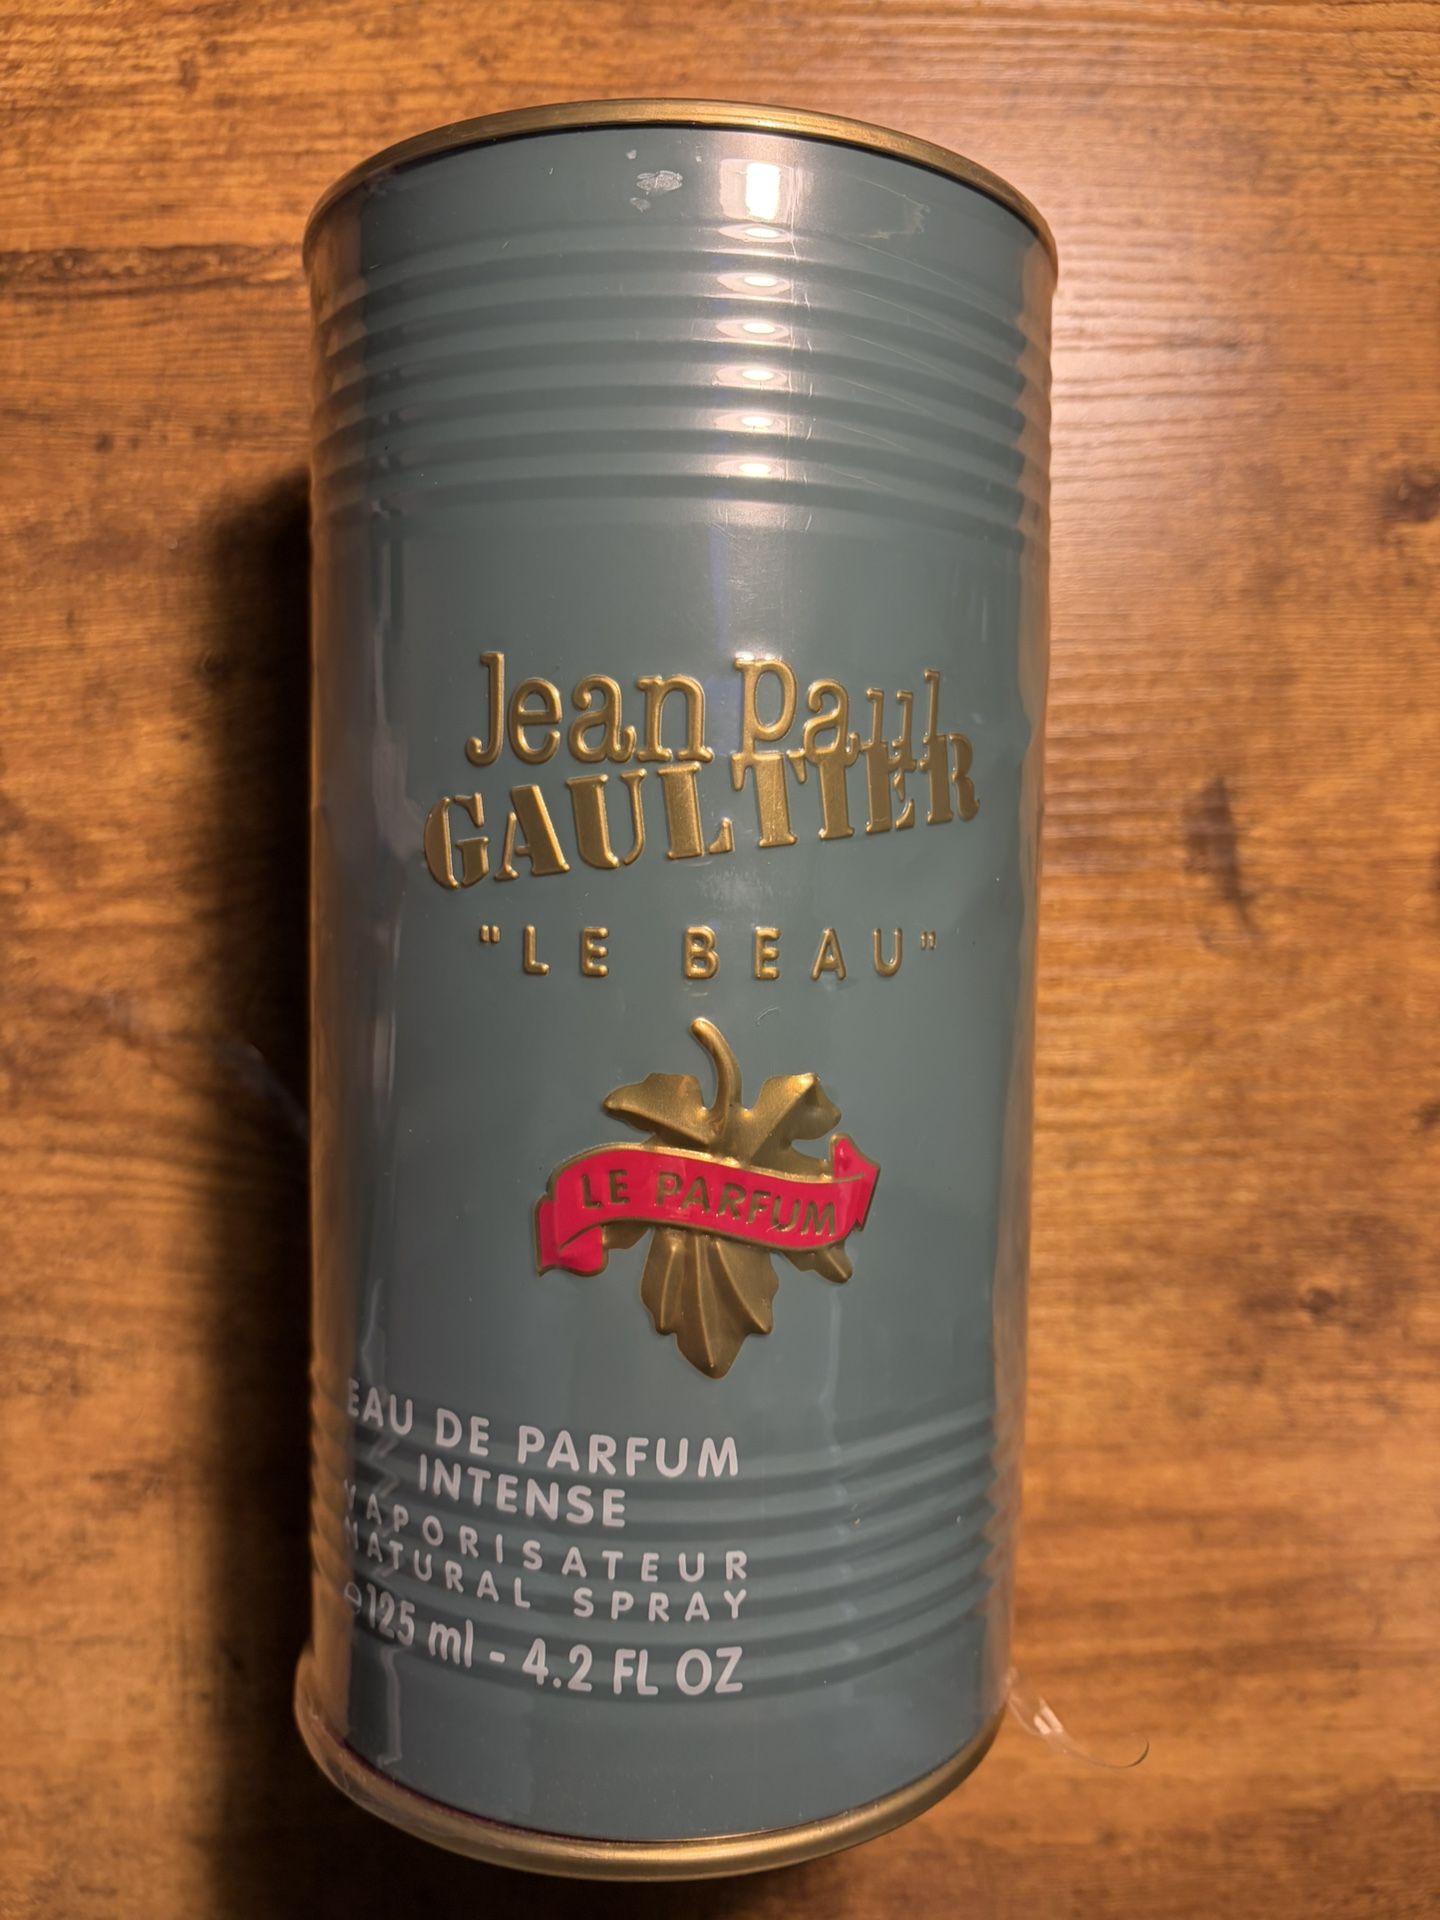 Jean Paul
GAULTIER
"LE BEAU"
LE PARFUM
EAU DE PARFUM
INTENSE
VAPORISATEUR
NATURAL SPRAY
℮125 ml - 4.2 FL OZ